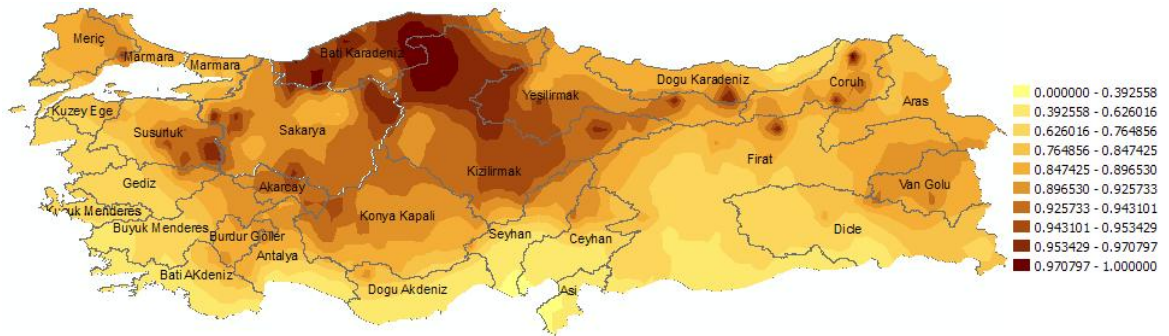 Meriç
Marmara
Marmara
Bati Karadeniz
Kuzey Ege
Susurluk
Sakarya
Yeşilirmak
Dogu Karadeniz
Coruh
Aras
Gediz
Akarcay
Kizilirmak
Firat
Van Golu
Kuçuk Menderes
Buyuk Menderes
Burdur Göller
Konya Kapali
Seyhan
Ceyhan
Dicle
Antalya
Bati AKdeniz
Dogu Akdeniz
Asi
0.000000 - 0.392558
0.392558 - 0.626016
0.626016 - 0.764856
0.764856 - 0.847425
0.847425 - 0.896530
0.896530 - 0.925733
0.925733 - 0.943101
0.943101 - 0.953429
0.953429 - 0.970797
0.970797 - 1.000000